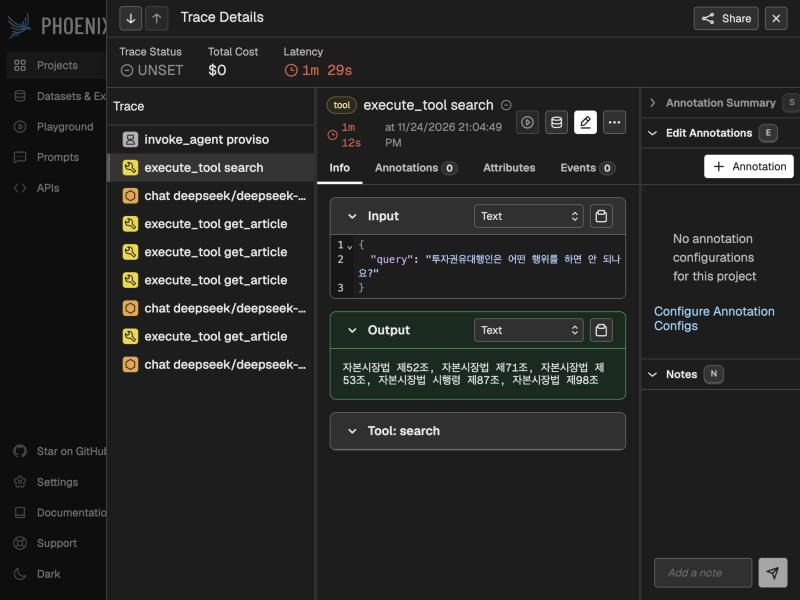 PHOENIX
Projects
Datasets & Ex
Playground
Prompts
APIs
Star on GitHub
Settings
Documentatio
Support
Dark
Trace Details
Share
Trace Status
UNSET
Total Cost
$0
Latency
1m 29s
Trace
invoke_agent proviso
execute_tool search
chat deepseek/deepseek-...
execute_tool get_article
execute_tool get_article
execute_tool get_article
chat deepseek/deepseek-...
execute_tool get_article
chat deepseek/deepseek-...
tool execute_tool search
1m 12s
at 11/24/2026 21:04:49 PM
Info
Annotations 0
Attributes
Events 0
Input
Text
1 {
2 "query": "투자권유대행인은 어떤 행위를 하면 안 되나
요?"
3 }
Output
Text
자본시장법 제52조, 자본시장법 제71조, 자본시장법 제
53조, 자본시장법 시행령 제87조, 자본시장법 제98조
Tool: search
Annotation Summary S
Edit Annotations E
Annotation
No annotation
configurations
for this project
Configure Annotation
Configs
Notes N
Add a note